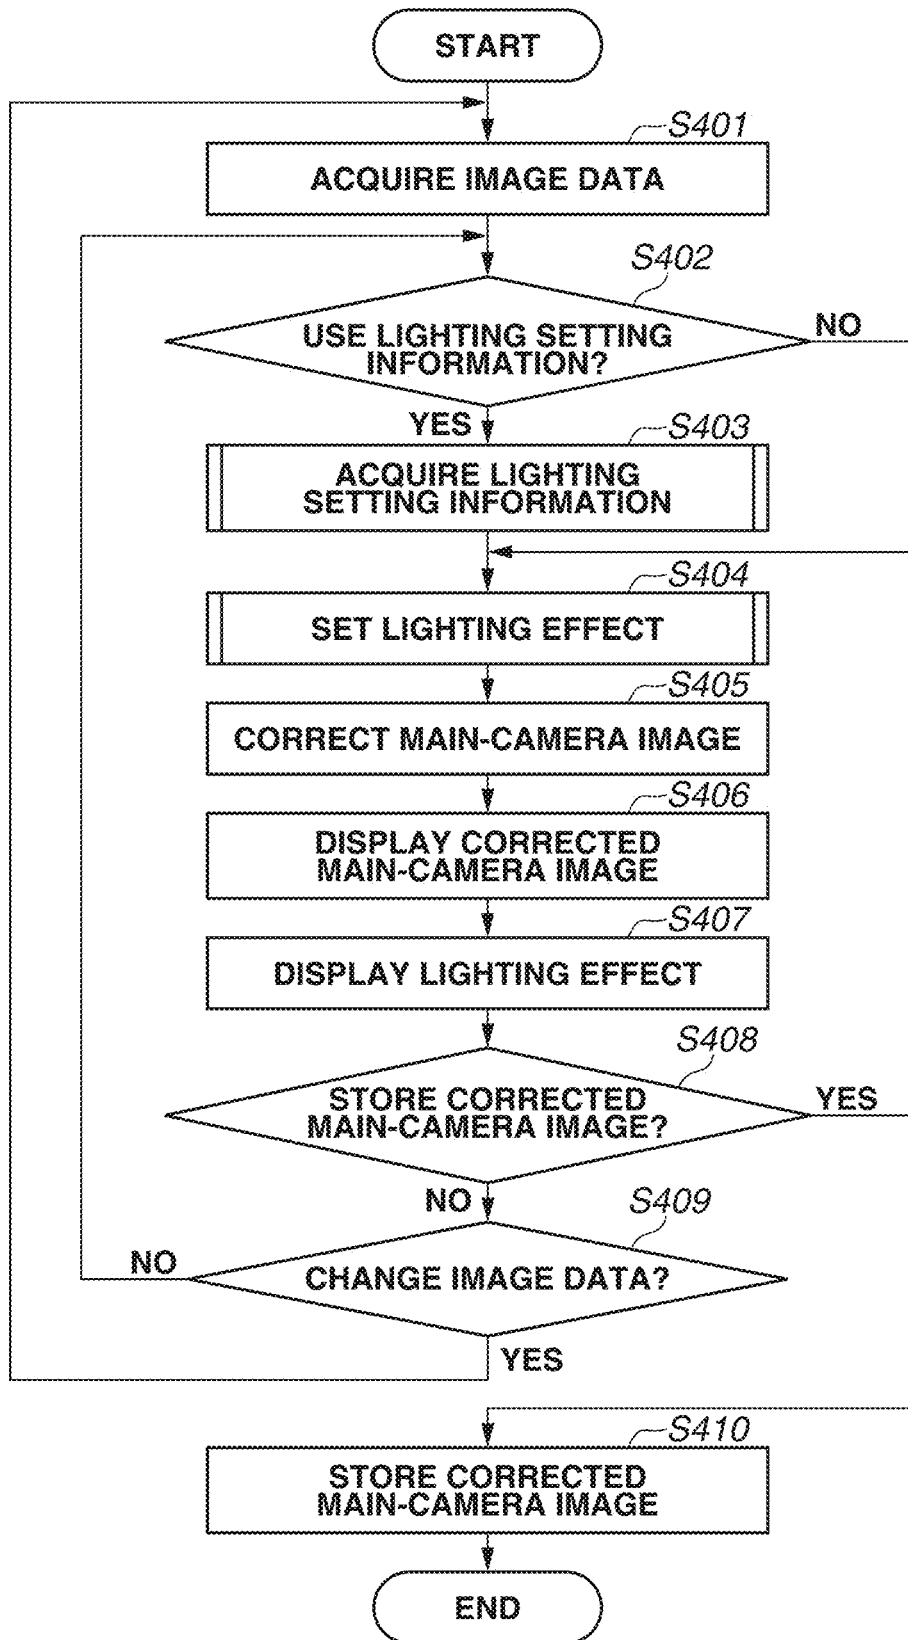 START
S401
ACQUIRE IMAGE DATA
S402
USE LIGHTING SETTING
INFORMATION?
NO
YES
S403
ACQUIRE LIGHTING
SETTING INFORMATION
S404
SET LIGHTING EFFECT
S405
CORRECT MAIN-CAMERA IMAGE
S406
DISPLAY CORRECTED
MAIN-CAMERA IMAGE
S407
DISPLAY LIGHTING EFFECT
S408
STORE CORRECTED
MAIN-CAMERA IMAGE?
YES
NO
S409
NO
CHANGE IMAGE DATA?
YES
S410
STORE CORRECTED
MAIN-CAMERA IMAGE
END